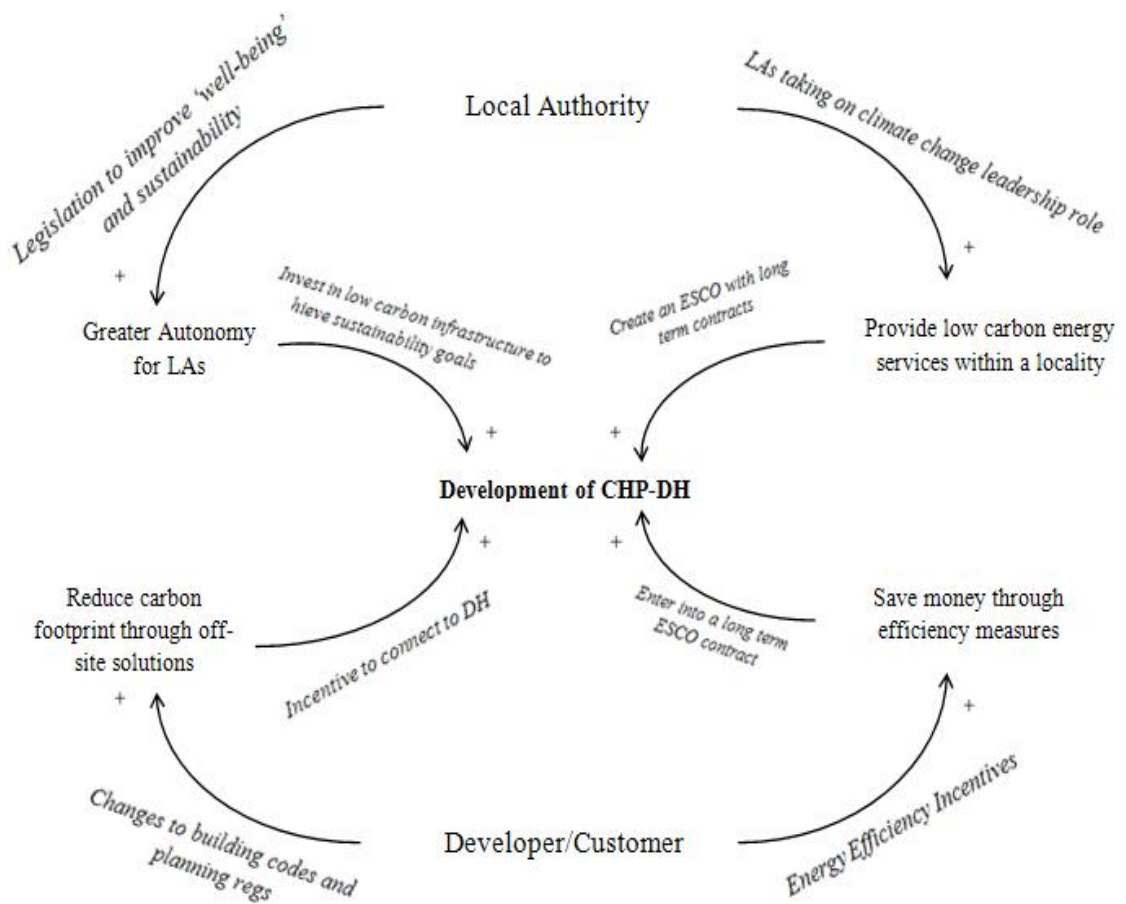 Legislation to improve ‘well-being’
and sustainability
Local Authority
LAs taking on climate change leadership role
+
+
Greater Autonomy
for LAs
Invest in low carbon infrastructure to
hieve sustainability goals
Create an ESCO with long
term contracts
Provide low carbon energy
services within a locality
+
+
Development of CHP-DH
+
+
Reduce carbon
footprint through off-
site solutions
Incentive to connect to DH
Enter into a long term
ESCO contract
Save money through
efficiency measures
+
+
Changes to building codes and
planning regs
Developer/Customer
Energy Efficiency Incentives